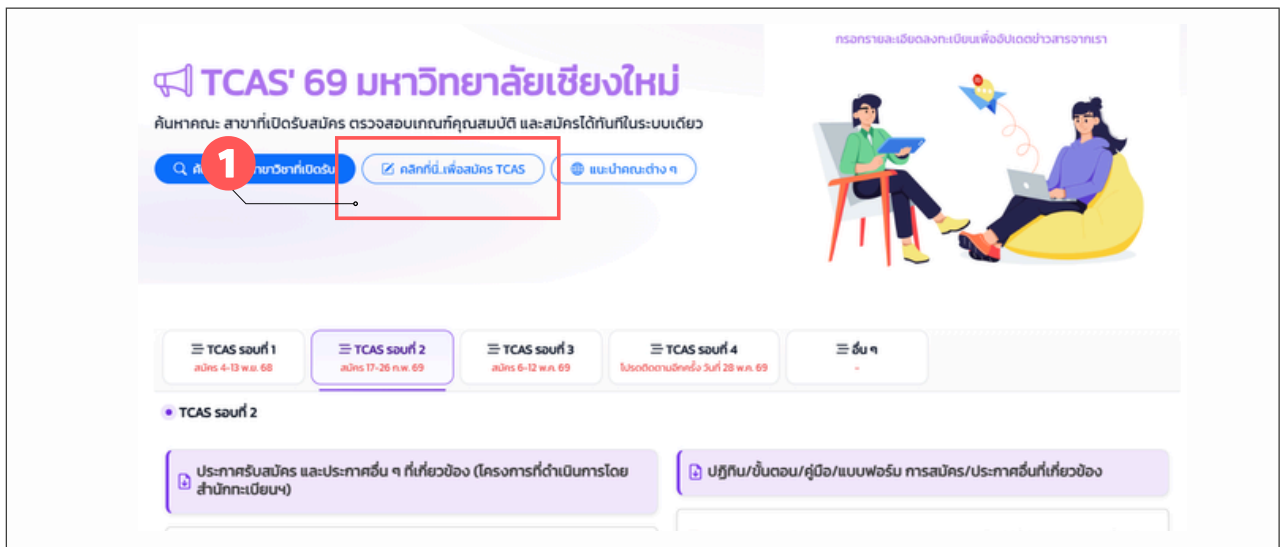 กรอกรายละเอียดลงทะเบียนเพื่ออัปเดตข่าวสารจากเรา
TCAS' 69 มหาวิทยาลัยเชียงใหม่
ค้นหาคณะ สาขาที่เปิดรับสมัคร ตรวจสอบเกณฑ์คุณสมบัติ และสมัครได้ทันทีในระบบเดียว
1
ขาวิชาที่เปิดรับ
คลิกที่นี่..เพื่อสมัคร TCAS
แนะนำคณะต่าง ๆ
TCAS รอบที่ 1
สมัคร 4-13 พ.ย. 68
TCAS รอบที่ 2
สมัคร 17-26 ก.พ. 69
TCAS รอบที่ 3
สมัคร 6-12 พ.ค. 69
TCAS รอบที่ 4
โปรดติดตามอีกครั้ง วันที่ 28 พ.ค. 69
อื่น ๆ
-
TCAS รอบที่ 2
ประกาศรับสมัคร และประกาศอื่น ๆ ที่เกี่ยวข้อง (โครงการที่ดำเนินการโดย
สำนักทะเบียนฯ)
ปฏิทิน/ขั้นตอน/คู่มือ/แบบฟอร์ม การสมัคร/ประกาศอื่นที่เกี่ยวข้อง